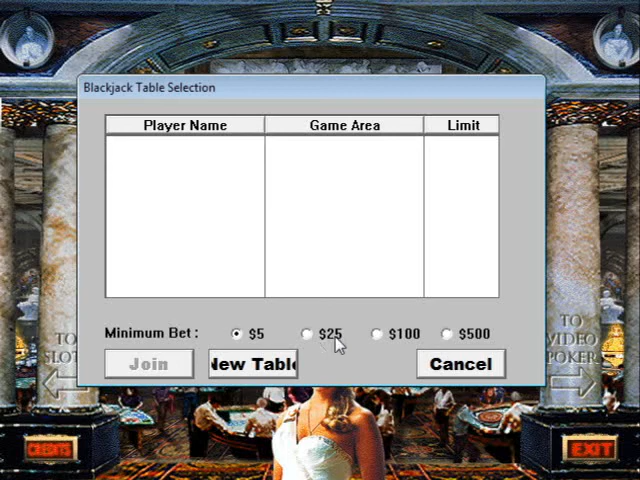 Blackjack Table Selection
Player Name Game Area Limit
Minimum Bet : $5 $25 $100 $500
Join New Table Cancel
TO SLOT
TO VIDEO POKER
CREDITS
EXIT